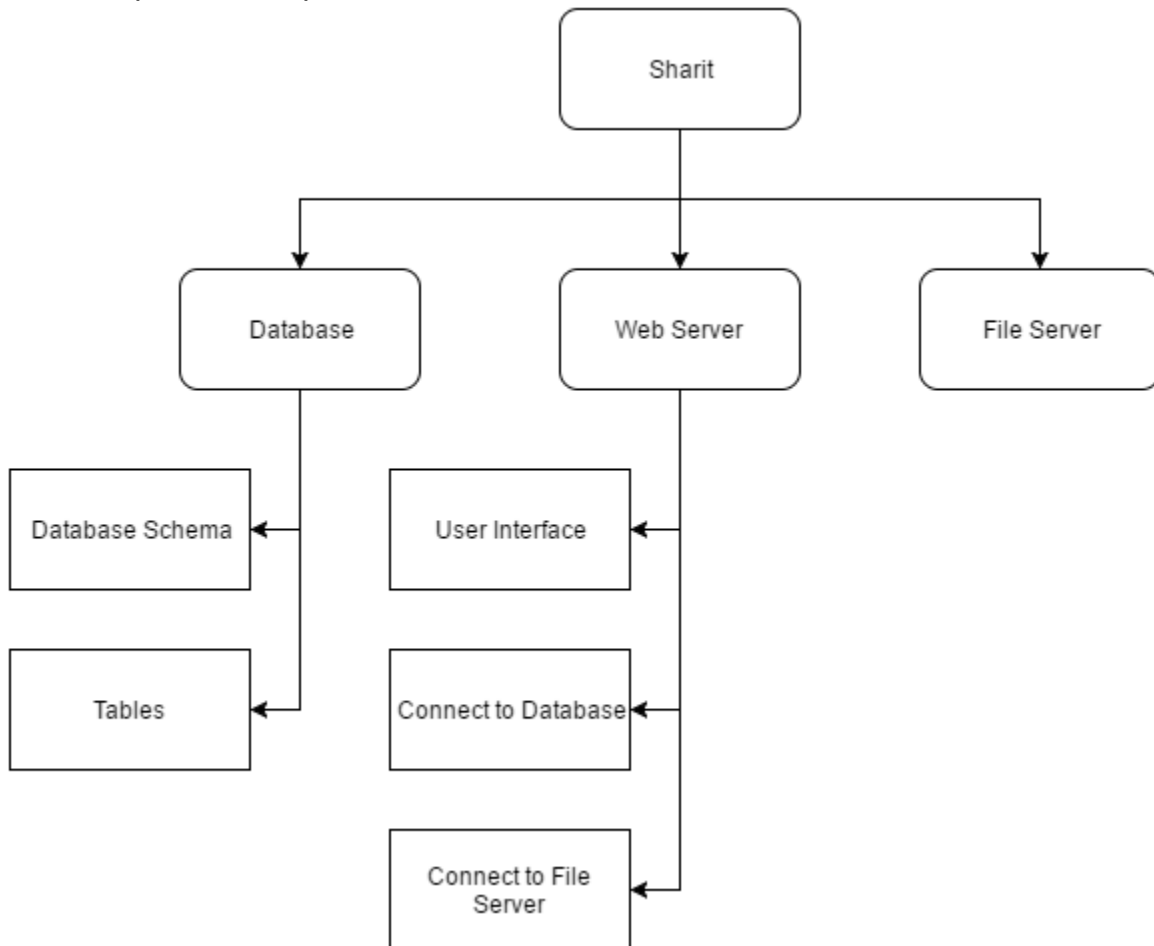 Sharit
Database
Web Server
File Server
Database Schema
User Interface
Tables
Connect to Database
Connect to File
Server